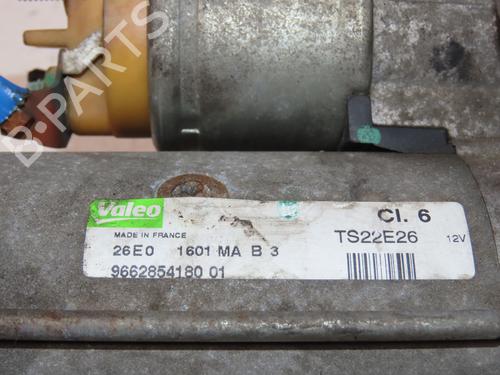 B-PARTS
Valeo
MADE IN FRANCE
Cl. 6
26E0 1601 MA B 3
TS22E26 12V
9662854180 01